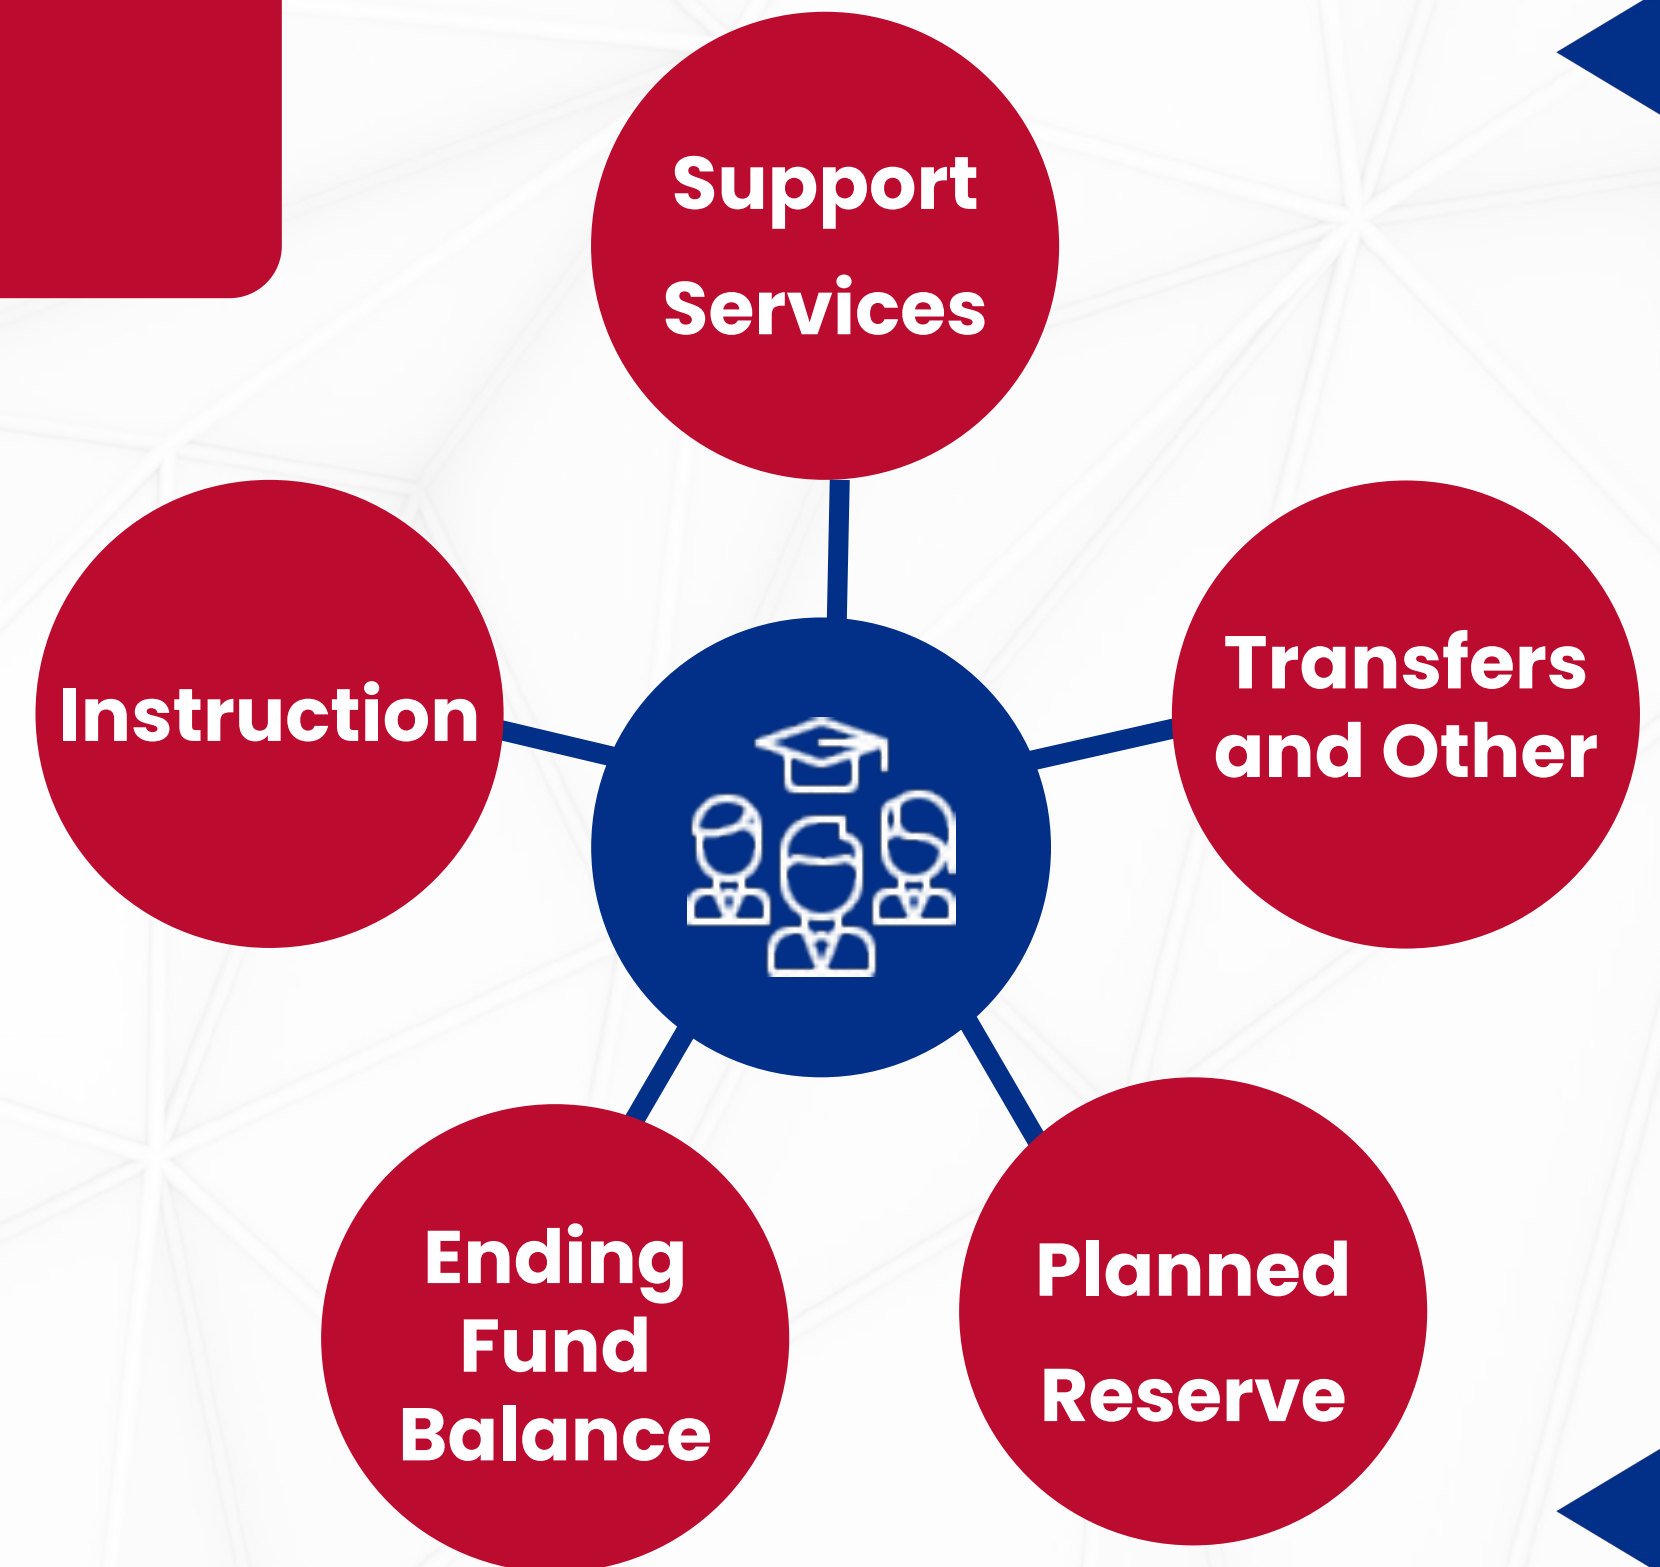 Support
Services
Instruction
Transfers
and Other
Ending
Fund
Balance
Planned
Reserve